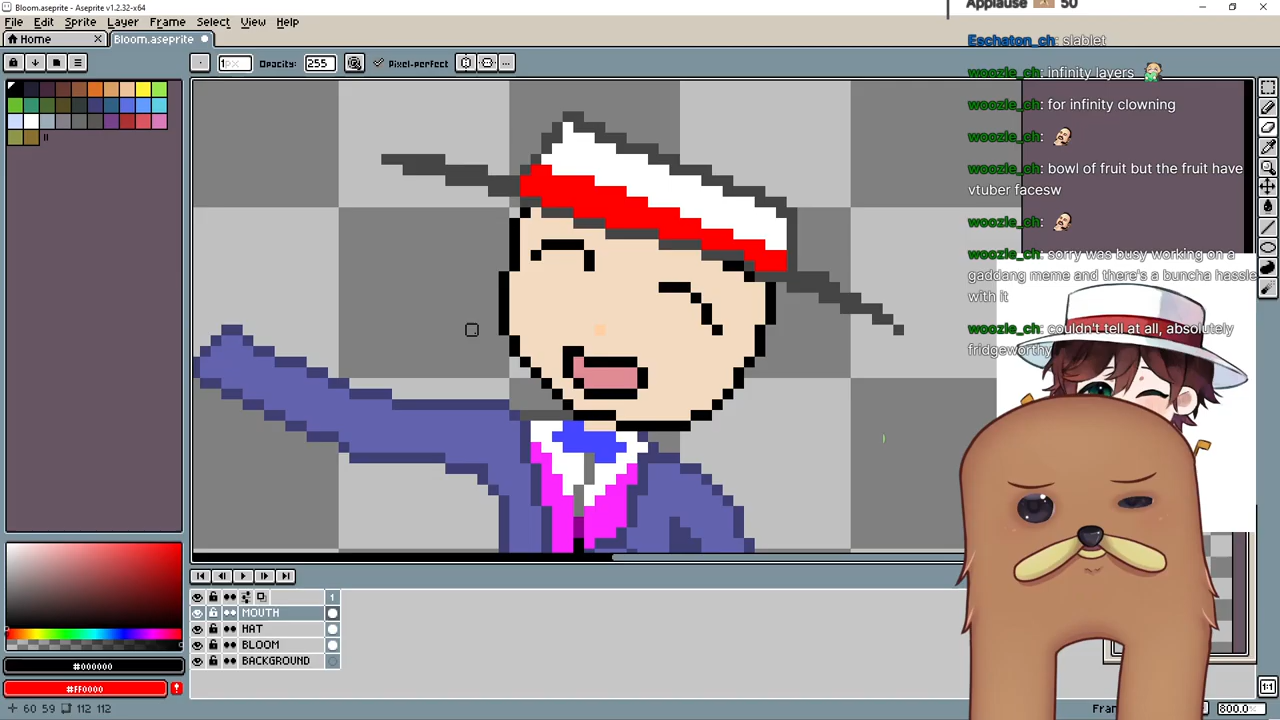 Bloom.aseprite - Aseprite v1.2.32-x64
File Edit Sprite Layer Frame Select View Help
Home
Bloom.aseprite
1px Opacity: 255 Pixel-perfect
Applause 50
Eschaton_ch: slablet
woozle_ch: infinity layers
woozle_ch: for infinity clowning
woozle_ch:
woozle_ch: bowl of fruit but the fruit have
vtuber facesw
woozle_ch:
woozle_ch: sorry was busy working on a
gaddang meme and there's a buncha hassle
with it
woozle_ch: couldn't tell at all, absolutely
fridgeworthy
1
MOUTH
HAT
BLOOM
BACKGROUND
#000000
#FF0000
60 59 112 112
800.0
1:1